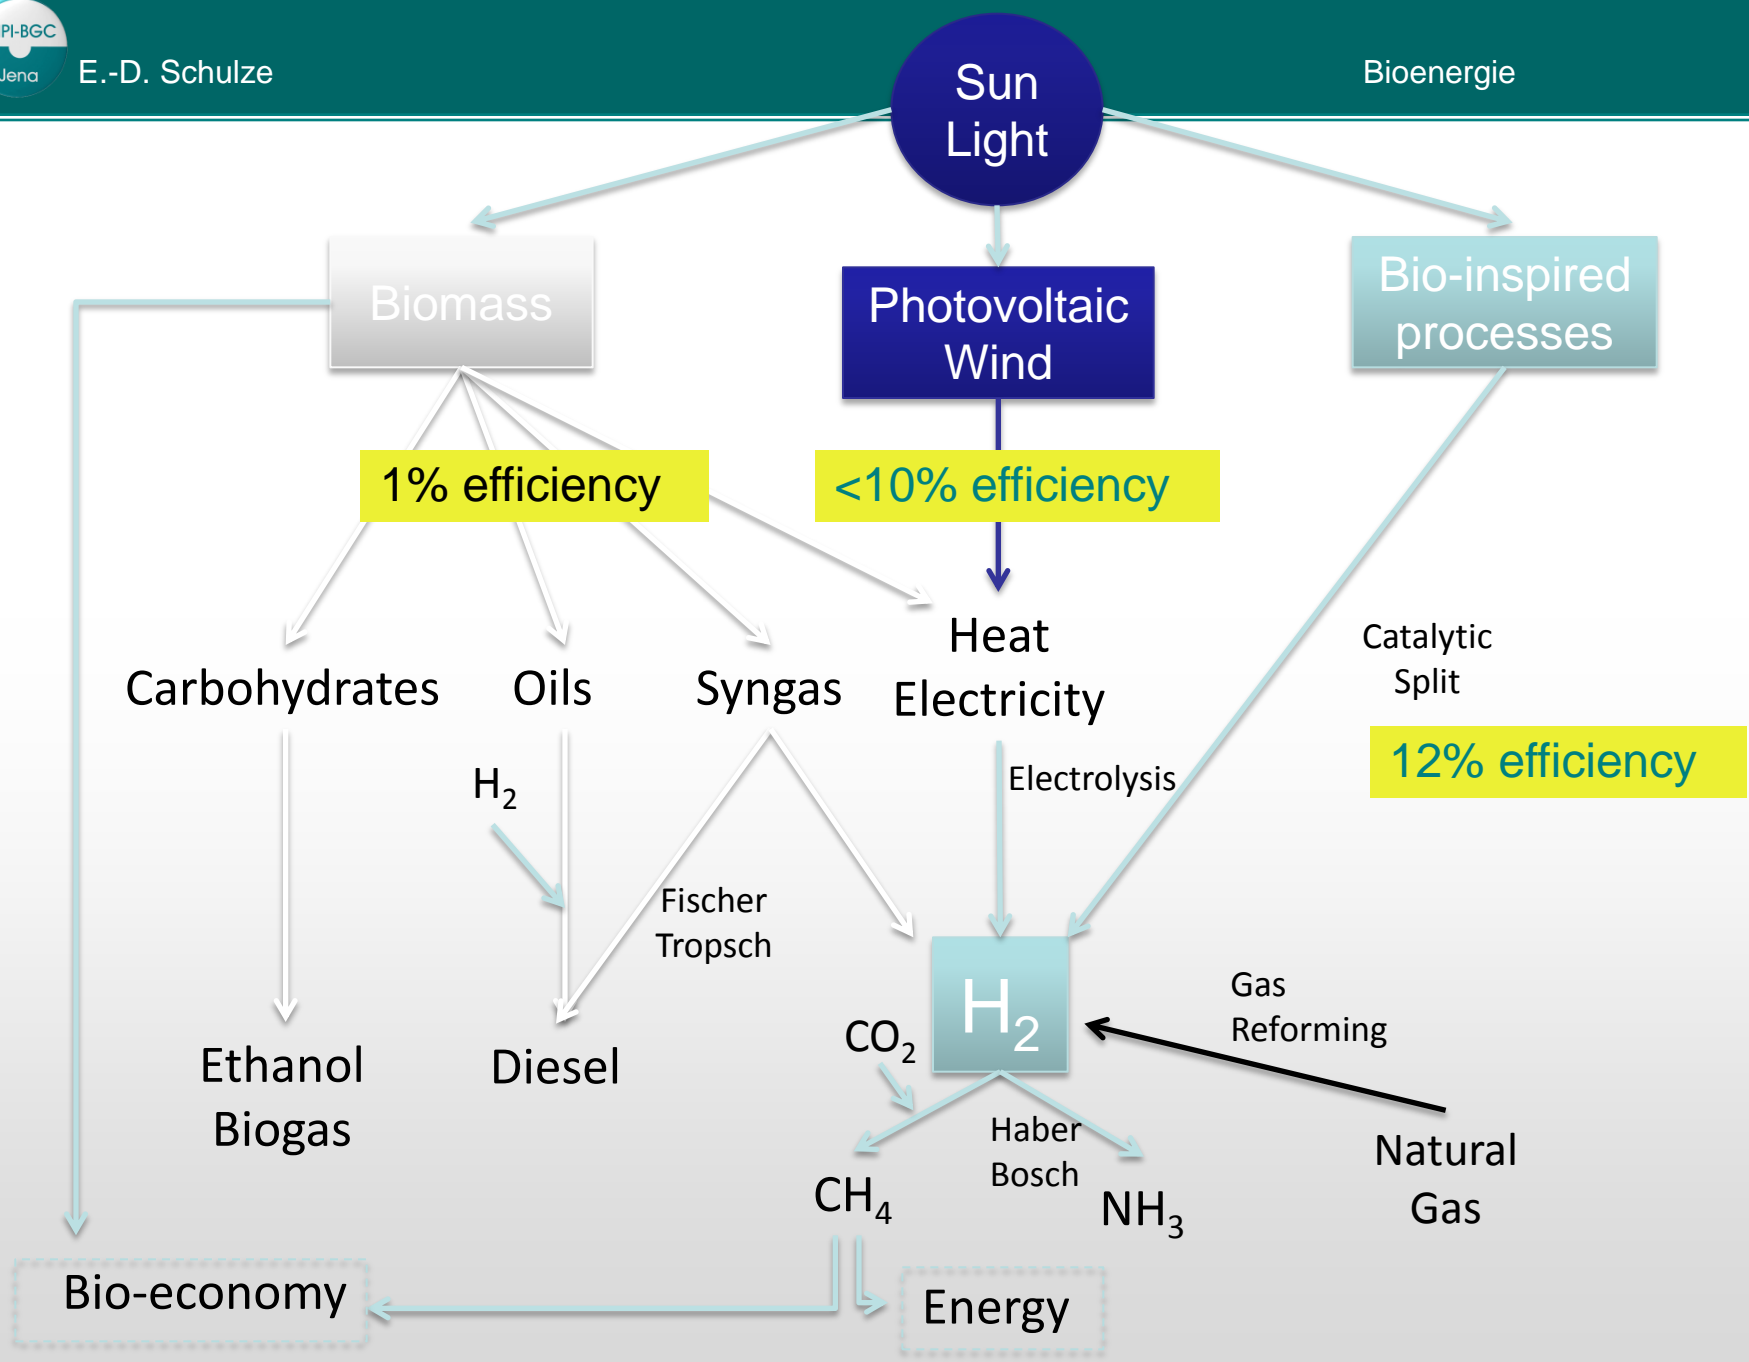 PI-BGC
Jena
E.-D. Schulze
Bioenergie
Sun
Light
Biomass
Photovoltaic
Wind
Bio-inspired
processes
1% efficiency
<10% efficiency
Heat
Electricity
Carbohydrates
Oils
Syngas
Catalytic
Split
12% efficiency
H₂
Electrolysis
Fischer
Tropsch
H₂
CO₂
Gas
Reforming
Ethanol
Biogas
Diesel
Haber
Bosch
Natural
Gas
CH₄
NH₃
Bio-economy
Energy